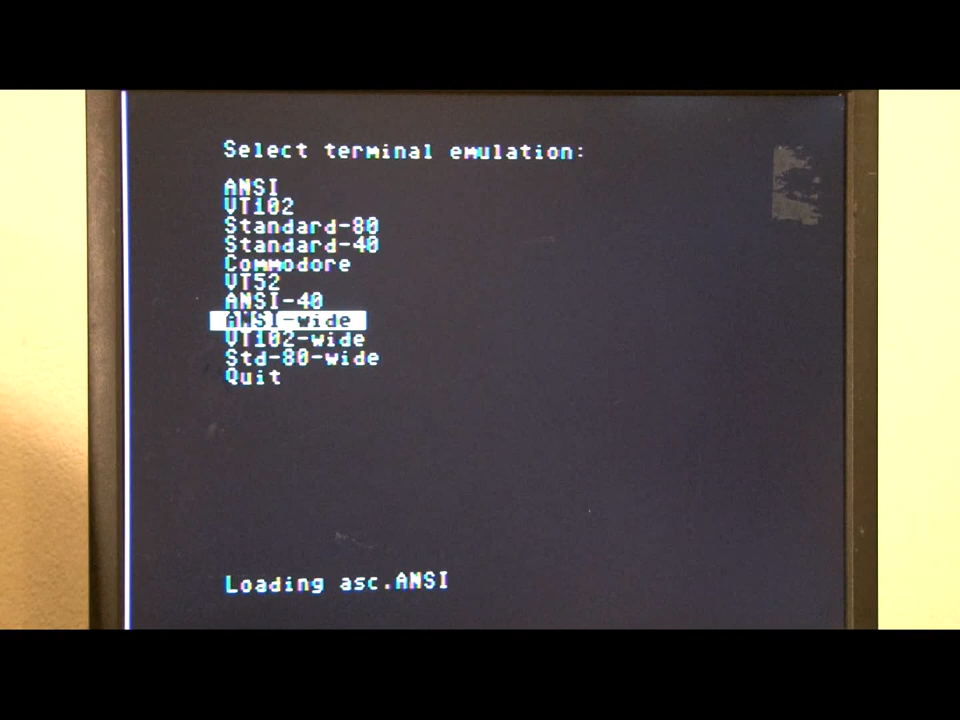 Select terminal emulation:
ANSI
VT102
Standard-80
Standard-40
Commodore
VT52
ANSI-40
ANSI-wide
VT102-wide
Std-80-wide
Quit
Loading asc.ANSI